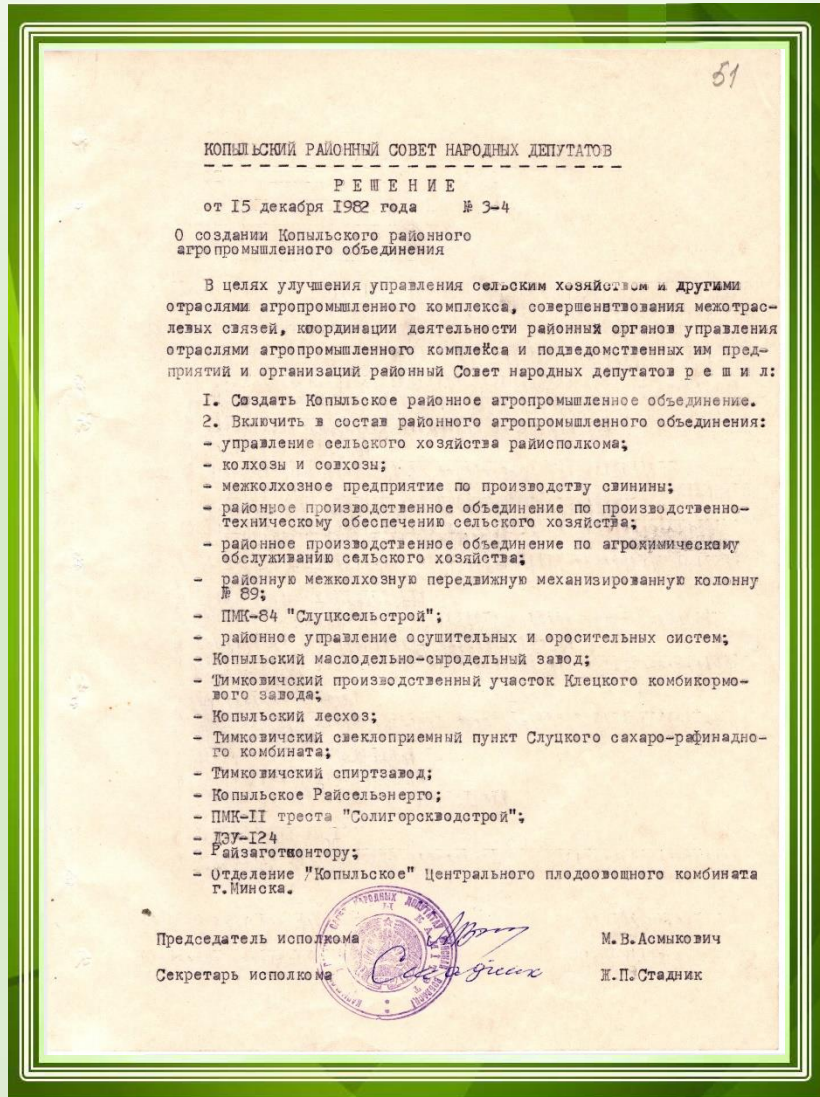 51
КОПЫЛЬСКИЙ РАЙОННЫЙ СОВЕТ НАРОДНЫХ ДЕПУТАТОВ
Р Е Ш Е Н И Е
от 15 декабря 1982 года № 3-4
О создании Копыльского районного
агропромышленного объединения
В целях улучшения управления сельским хозяйством и другими
отраслями агропромышленного комплекса, совершенствования межотрас-
левых связей, координации деятельности районный органов управления
отраслями агропромышленного комплекса и подведомственных им пред-
приятий и организаций районный Совет народных депутатов р е ш и л:
I. Создать Копыльское районное агропромышленное объединение.
2. Включить в состав районного агропромышленного объединения:
- управление сельского хозяйства райисполкома;
- колхозы и совхозы;
- межколхозное предприятие по производству свинины;
- районное производственное объединение по производственно-
техническому обеспечению сельского хозяйства;
- районное производственное объединение по агрохимическому
обслуживанию сельского хозяйства;
- районную межколхозную передвижную механизированную колонну
№ 89;
- ПМК-84 "Слуцксельстрой";
- районное управление осушительных и оросительных систем;
- Копыльский маслодельно-сыродельный завод;
- Тимковичский производственный участок Клецкого комбикормо-
вого завода;
- Копыльский лесхоз;
- Тимковичский свеклоприемный пункт Слуцкого сахаро-рафинадно-
го комбината;
- Тимковичский спиртзавод;
- Копыльское Райсельэнерго;
- ПМК-II треста "Солигорскводстрой";
- ЛЭУ-124
- Райзаготконтору;
- Отделение "Копыльское" Центрального плодоовощного комбината
г.Минска.
Председатель исполкома М.В.Асмыкович
Секретарь исполкома Ж.П.Стадник